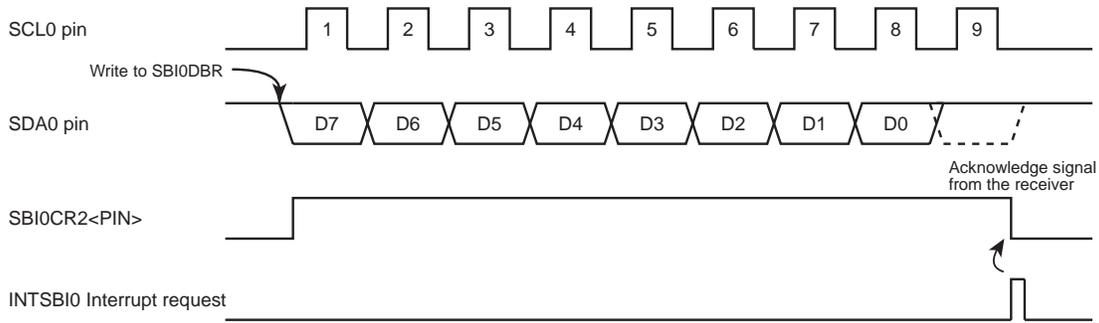 SCL0 pin
1 2 3 4 5 6 7 8 9
Write to SBI0DBR
SDA0 pin
D7 D6 D5 D4 D3 D2 D1 D0
Acknowledge signal
from the receiver
SBI0CR2<PIN>
INTSBI0 Interrupt request